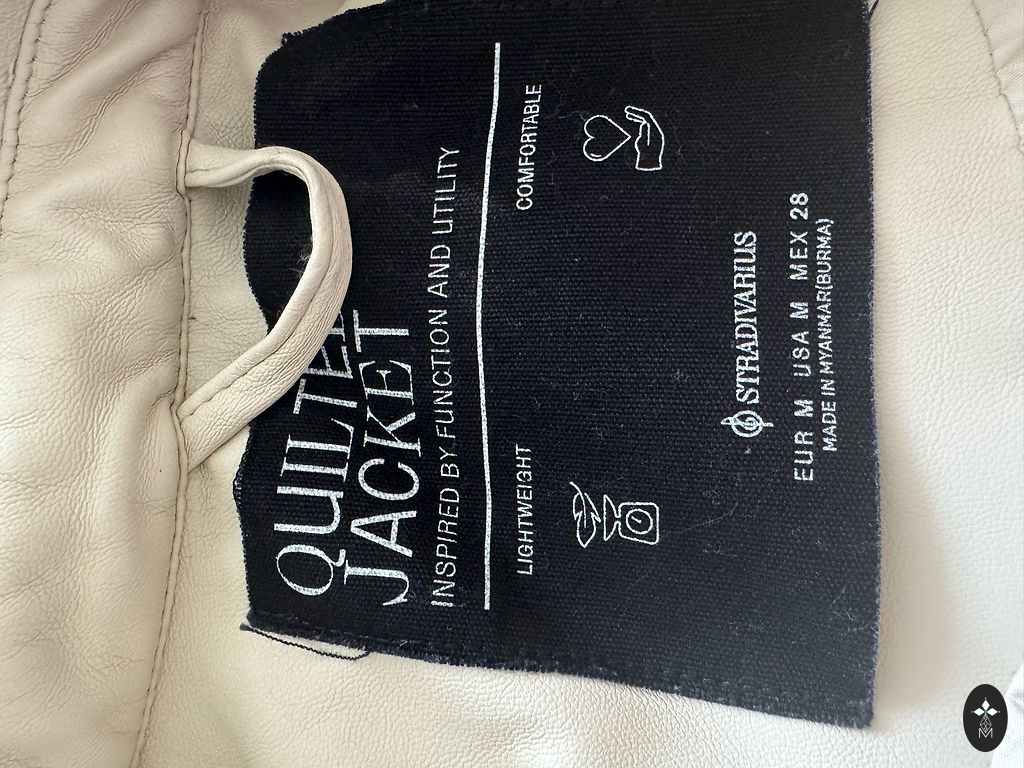 QUILTED
JACKET
INSPIRED BY FUNCTION AND UTILITY
LIGHTWEIGHT
COMFORTABLE
STRADIVARIUS
EUR M USA M MEX 28
MADE IN MYANMAR(BURMA)